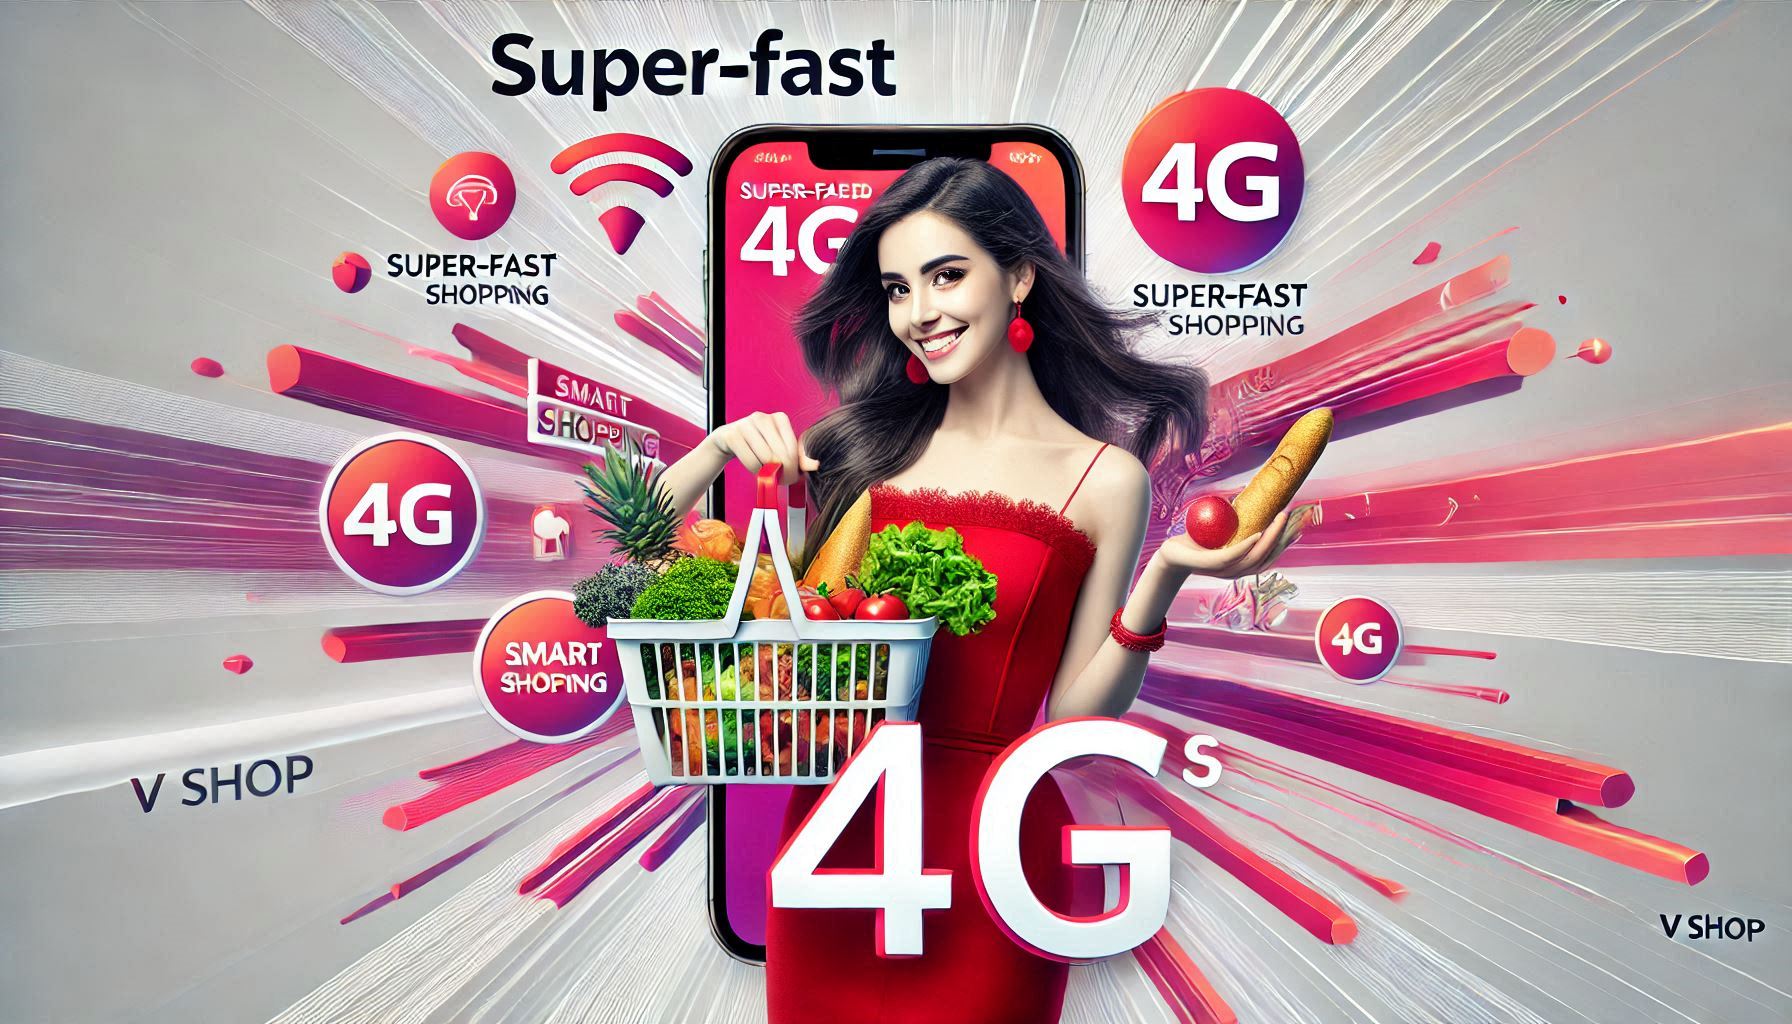 Super-fast
SUPER-FAED
4G
4G
SUPER-FAST
SHOPPING
SUPER-FAST
SHOPPING
SMART
SHOPPING
4G
SMART
SHOFING
4G
V SHOP
4G s
V SHOP